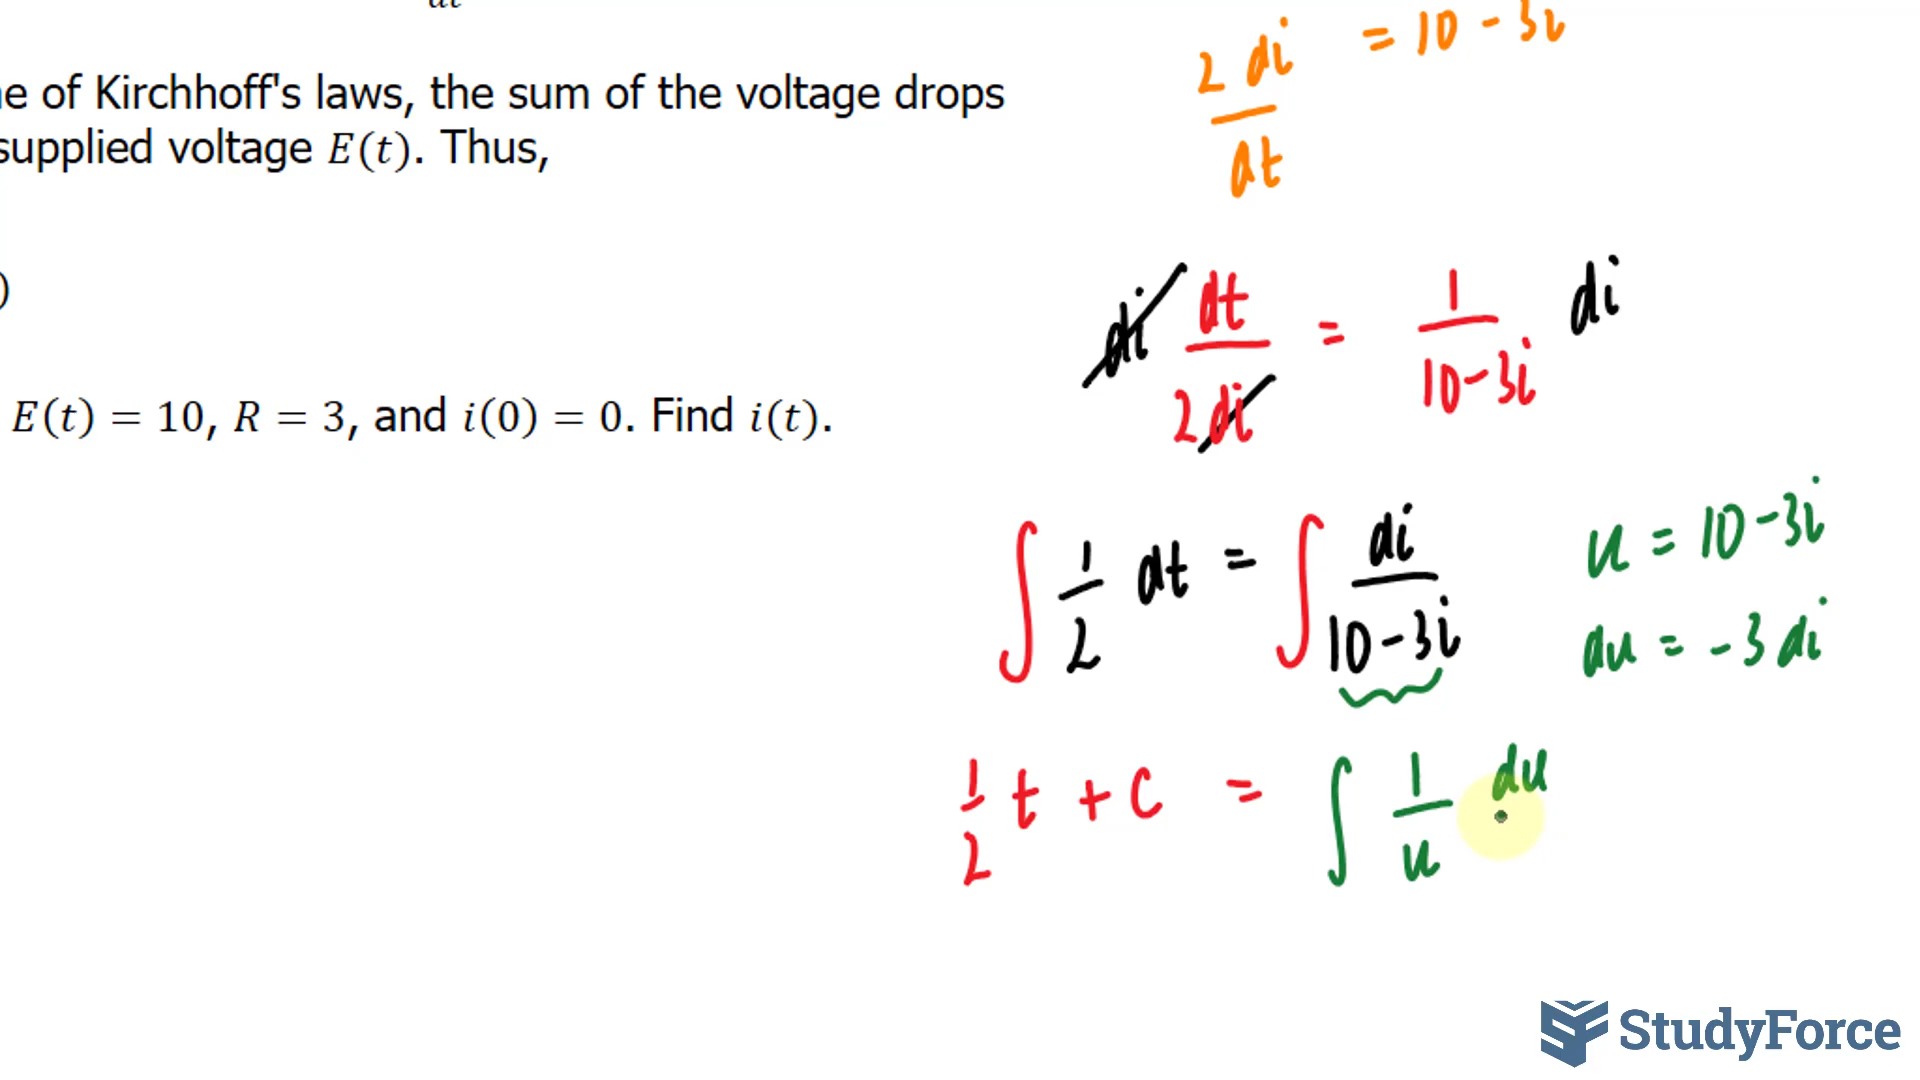 dt
e of Kirchhoff's laws, the sum of the voltage drops
supplied voltage E(t). Thus,
)
E(t) = 10, R = 3, and i(0) = 0. Find i(t).
2 di = 10 - 3i
dt
di dt = 1 di
2di 10-3i
∫ 1 dt = ∫ di
2 10-3i
u = 10-3i
du = -3 di
1 t + C = ∫ 1 du
2 u
StudyForce